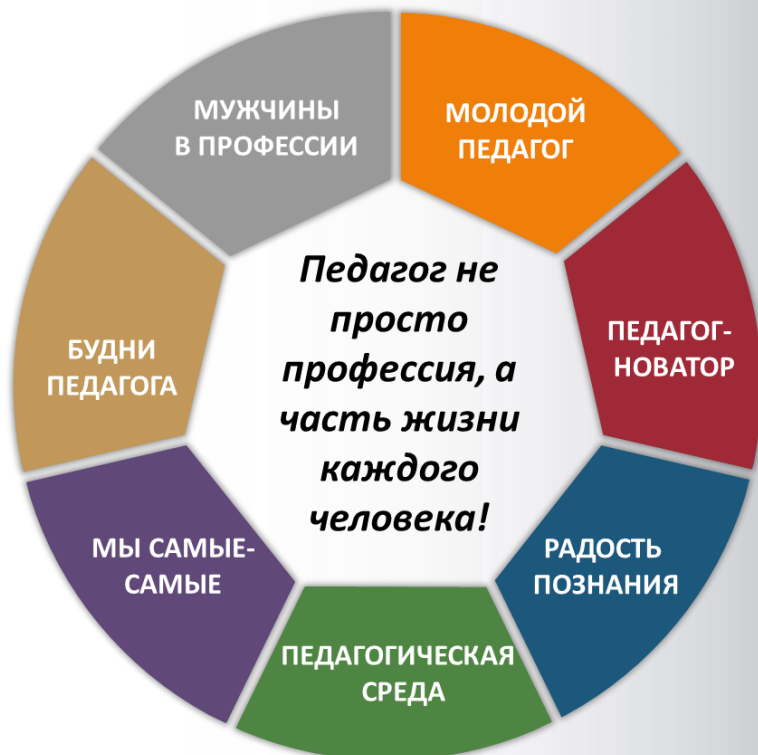 МУЖЧИНЫ
В ПРОФЕССИИ
МОЛОДОЙ
ПЕДАГОГ
ПЕДАГОГ-
НОВАТОР
РАДОСТЬ
ПОЗНАНИЯ
ПЕДАГОГИЧЕСКАЯ
СРЕДА
МЫ САМЫЕ-
САМЫЕ
БУДНИ
ПЕДАГОГА
Педагог не
просто
профессия, а
часть жизни
каждого
человека!